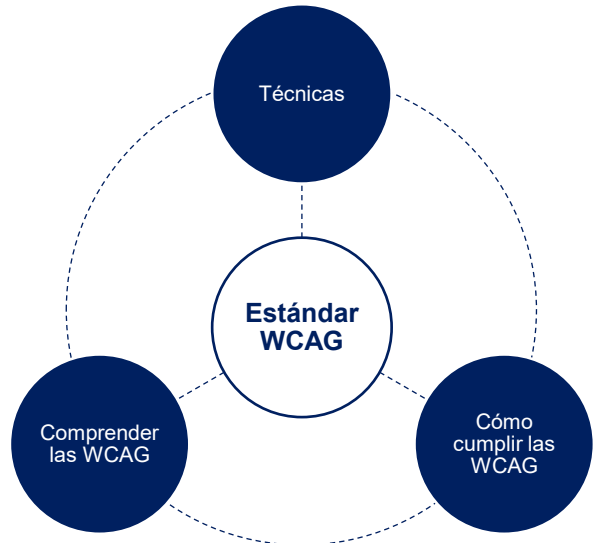 Técnicas
Estándar
WCAG
Comprender
las WCAG
Cómo
cumplir las
WCAG